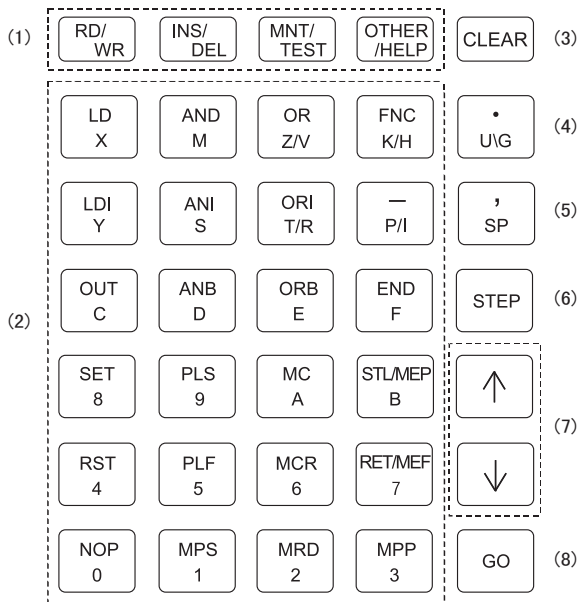 (1) RD/ WR INS/ DEL MNT/ TEST OTHER /HELP CLEAR (3)
LD AND OR FNC •
X M Z/V K/H U\G (4)
LDI ANI ORI — ,
Y S T/R P/I SP (5)
OUT ANB ORB END
C D E F STEP (6)
(2)
SET PLS MC STL/MEP
8 9 A B ↑
(7)
RST PLF MCR RET/MEF
4 5 6 7 ↓
NOP MPS MRD MPP
0 1 2 3 GO (8)